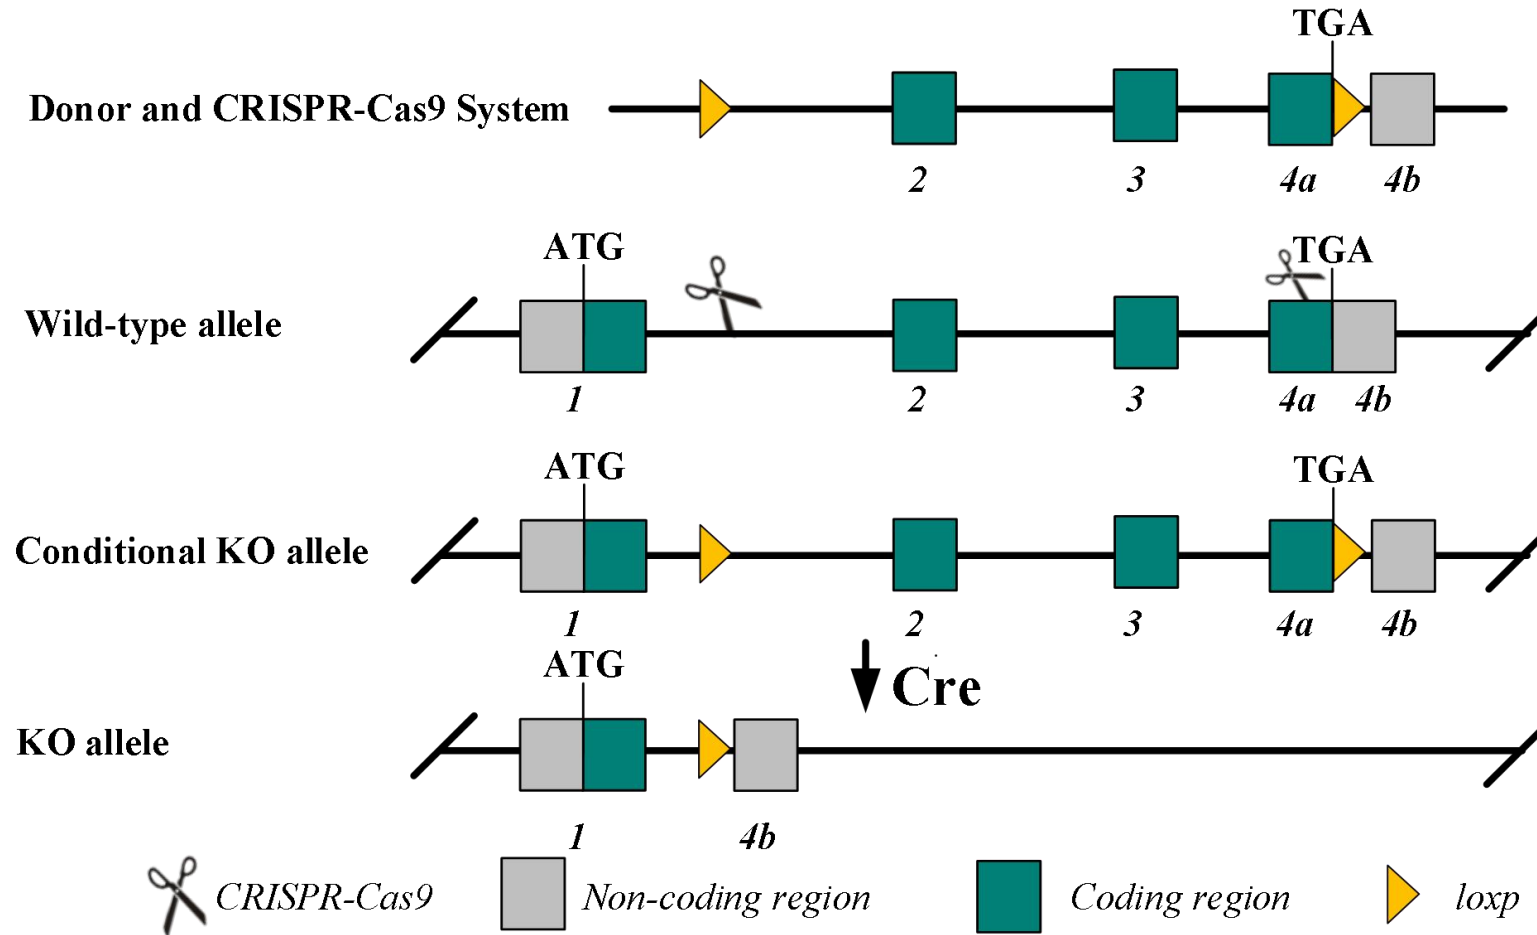 TGA
Donor and CRISPR-Cas9 System
2 3 4a 4b
ATG TGA
Wild-type allele
1 2 3 4a 4b
ATG TGA
Conditional KO allele
1 2 3 4a 4b
ATG Cre
KO allele
1 4b
CRISPR-Cas9 Non-coding region Coding region loxp